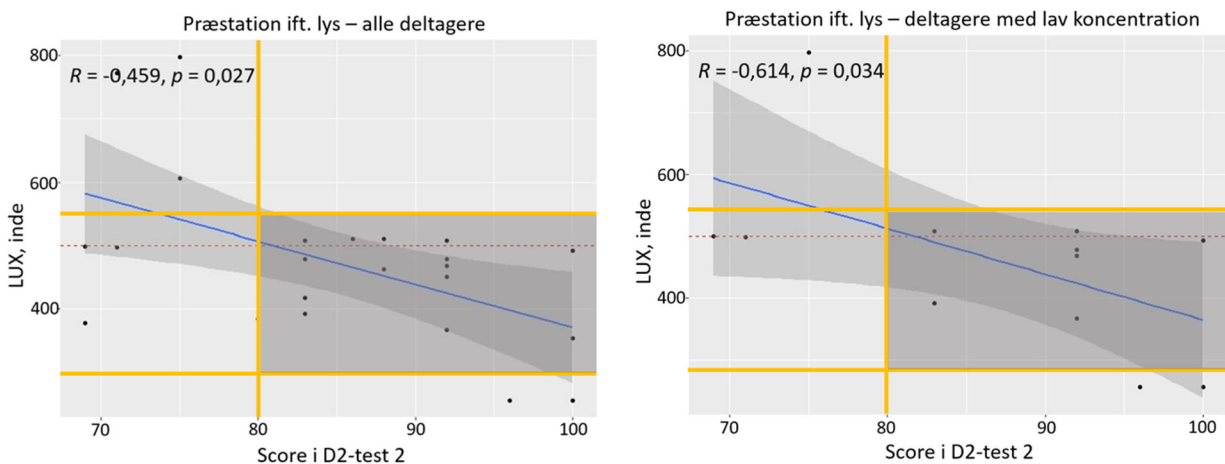 Præstation ift. lys – alle deltagere
R = -0,459, p = 0,027
LUX, inde
800
600
400
70
80
90
100
Score i D2-test 2
Præstation ift. lys – deltagere med lav koncentration
R = -0,614, p = 0,034
LUX, inde
800
600
400
70
80
90
100
Score i D2-test 2